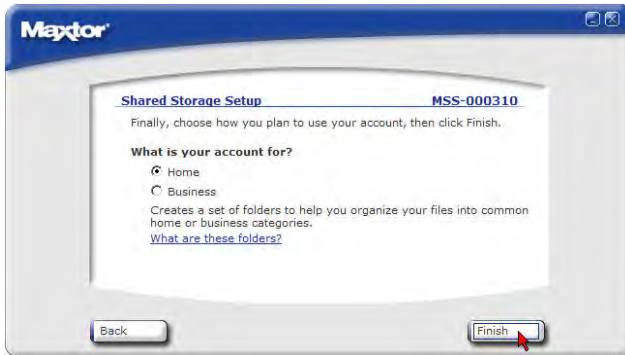 Maxtor
Shared Storage Setup MSS-000310
Finally, choose how you plan to use your account, then click Finish.
What is your account for?
Home
Business
Creates a set of folders to help you organize your files into common
home or business categories.
What are these folders?
Back Finish